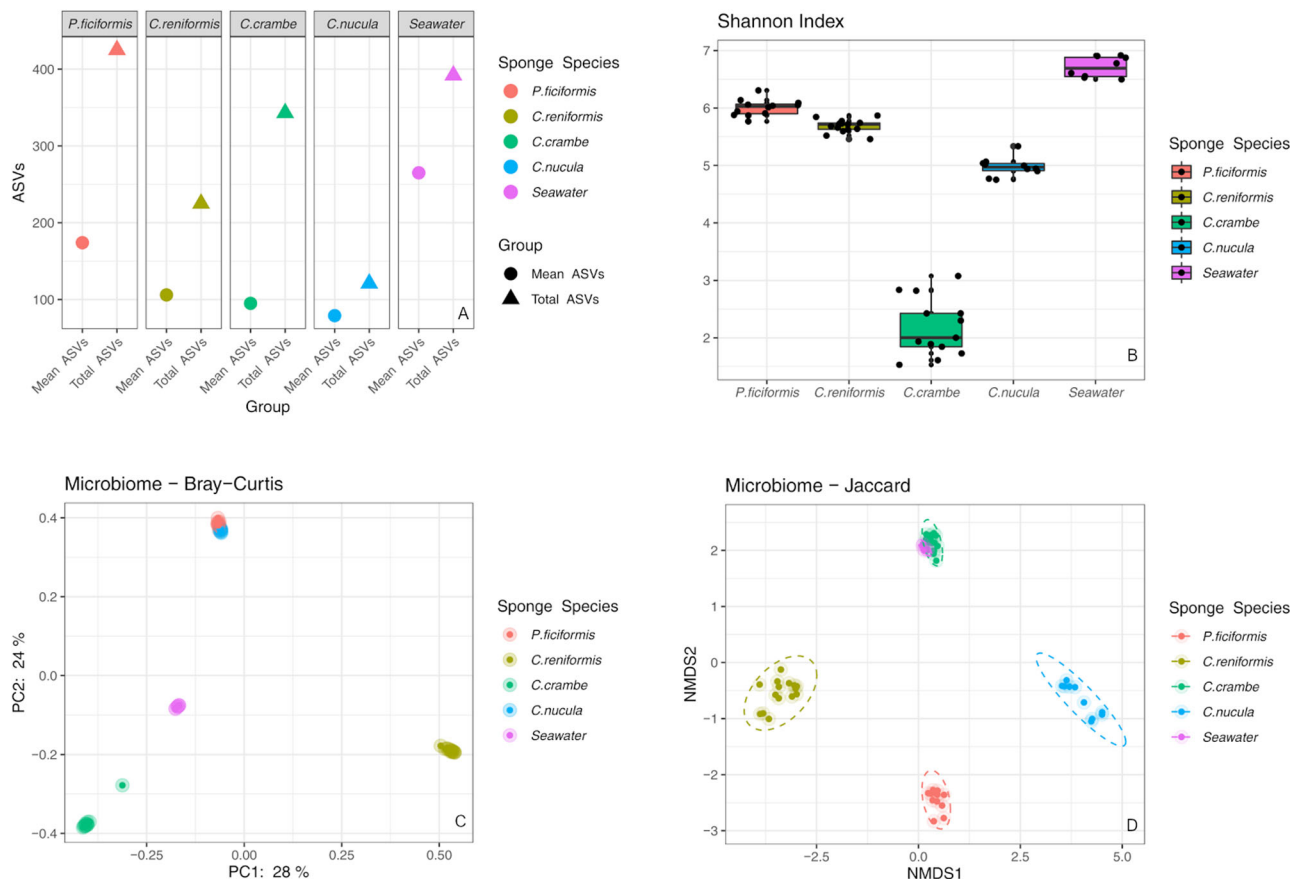 P.ficiformis C.reniformis C.crambe C.nucula Seawater
400
300
200
100
ASVs
Mean ASVs Total ASVs Mean ASVs Total ASVs Mean ASVs Total ASVs Mean ASVs Total ASVs Mean ASVs Total ASVs
Group
A
Sponge Species
P.ficiformis
C.reniformis
C.crambe
C.nucula
Seawater
Group
Mean ASVs
Total ASVs
Shannon Index
7
6
5
4
3
2
B
P.ficiformis C.reniformis C.crambe C.nucula Seawater
Sponge Species
P.ficiformis
C.reniformis
C.crambe
C.nucula
Seawater
Microbiome − Bray−Curtis
0.4
0.2
0.0
−0.2
−0.4
PC2: 24 %
C
−0.25 0.00 0.25 0.50
PC1: 28 %
Sponge Species
P.ficiformis
C.reniformis
C.crambe
C.nucula
Seawater
Microbiome − Jaccard
2
1
0
−1
−2
−3
NMDS2
D
−2.5 0.0 2.5 5.0
NMDS1
Sponge Species
P.ficiformis
C.reniformis
C.crambe
C.nucula
Seawater